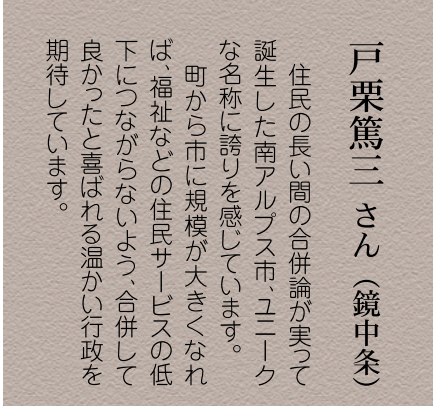 戸栗篤三さん（鏡中条）
住民の長い間の合併論が実って
誕生した南アルプス市、ユニーク
な名称に誇りを感じています。
町から市に規模が大きくなれ
ば、福祉などの住民サービスの低
下につながらないよう、合併して
良かったと喜ばれる温かい行政を
期待しています。